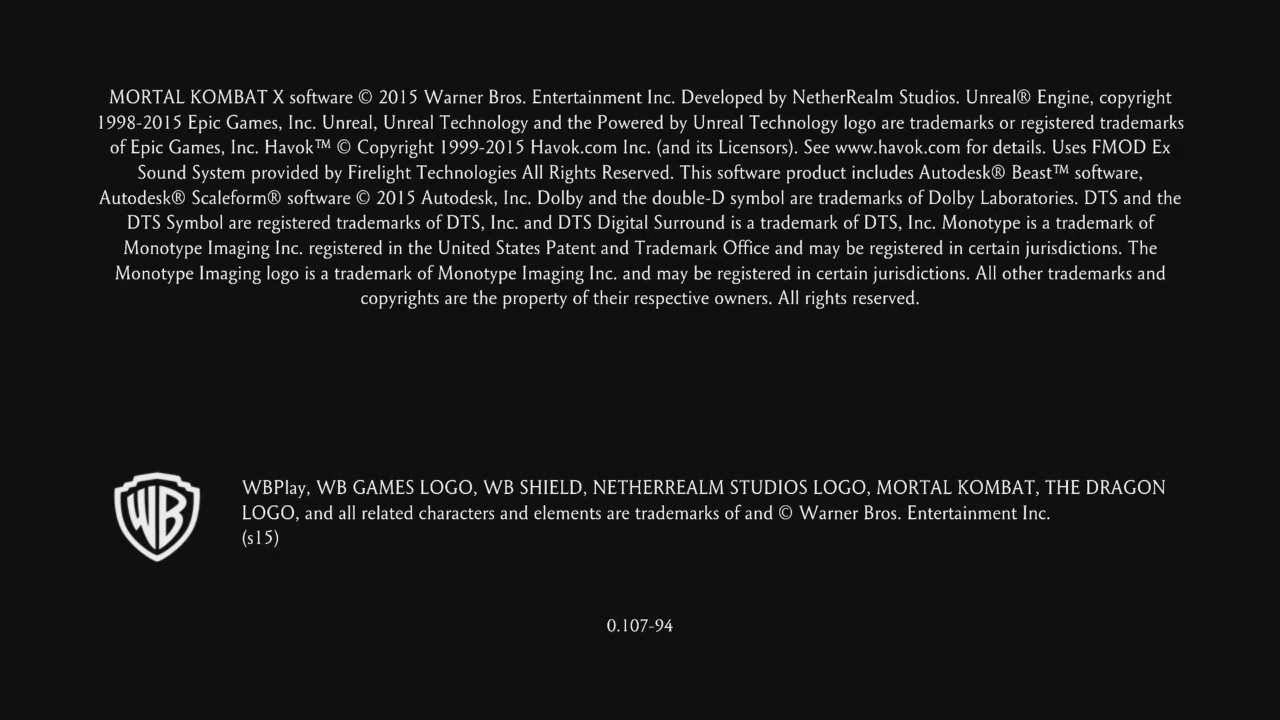 MORTAL KOMBAT X software © 2015 Warner Bros. Entertainment Inc. Developed by NetherRealm Studios. Unreal® Engine, copyright
1998-2015 Epic Games, Inc. Unreal, Unreal Technology and the Powered by Unreal Technology logo are trademarks or registered trademarks
of Epic Games, Inc. Havok™ © Copyright 1999-2015 Havok.com Inc. (and its Licensors). See www.havok.com for details. Uses FMOD Ex
Sound System provided by Firelight Technologies All Rights Reserved. This software product includes Autodesk® Beast™ software,
Autodesk® Scaleform® software © 2015 Autodesk, Inc. Dolby and the double-D symbol are trademarks of Dolby Laboratories. DTS and the
DTS Symbol are registered trademarks of DTS, Inc. and DTS Digital Surround is a trademark of DTS, Inc. Monotype is a trademark of
Monotype Imaging Inc. registered in the United States Patent and Trademark Office and may be registered in certain jurisdictions. The
Monotype Imaging logo is a trademark of Monotype Imaging Inc. and may be registered in certain jurisdictions. All other trademarks and
copyrights are the property of their respective owners. All rights reserved.
WB
WBPlay, WB GAMES LOGO, WB SHIELD, NETHERREALM STUDIOS LOGO, MORTAL KOMBAT, THE DRAGON
LOGO, and all related characters and elements are trademarks of and © Warner Bros. Entertainment Inc.
(s15)
0.107-94